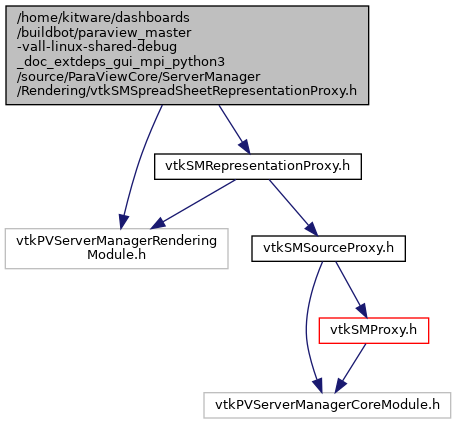 /home/kitware/dashboards
/buildbot/paraview_master
-vall-linux-shared-debug
_doc_extdeps_gui_mpi_python3
/source/ParaViewCore/ServerManager
/Rendering/vtkSMSpreadSheetRepresentationProxy.h
vtkSMRepresentationProxy.h
vtkPVServerManagerRendering
Module.h
vtkSMSourceProxy.h
vtkSMProxy.h
vtkPVServerManagerCoreModule.h